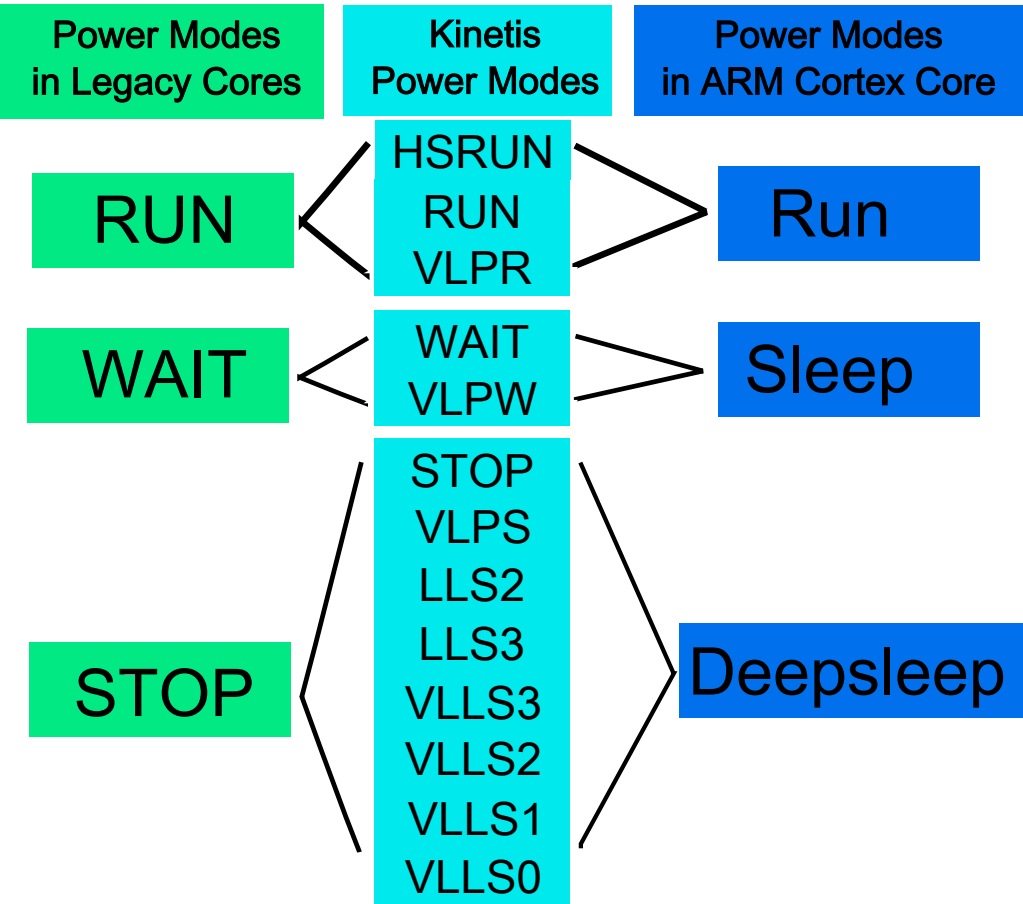 Power Modes
in Legacy Cores
Kinetis
Power Modes
Power Modes
in ARM Cortex Core
RUN
HSRUN
RUN
VLPR
Run
WAIT
WAIT
VLPW
Sleep
STOP
STOP
VLPS
LLS2
LLS3
VLLS3
VLLS2
VLLS1
VLLS0
Deepsleep